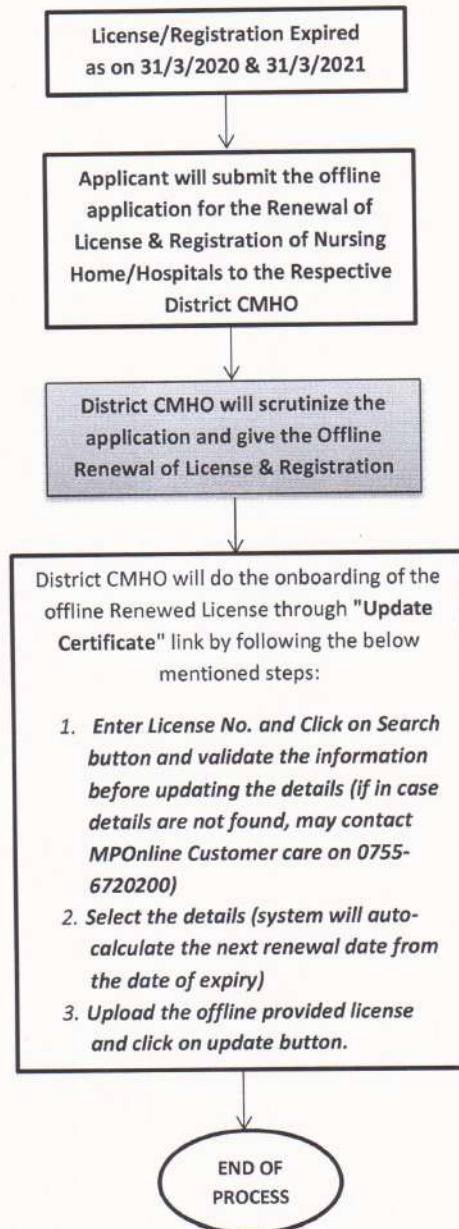 License/Registration Expired
as on 31/3/2020 & 31/3/2021
Applicant will submit the offline
application for the Renewal of
License & Registration of Nursing
Home/Hospitals to the Respective
District CMHO
District CMHO will scrutinize the
application and give the Offline
Renewal of License & Registration
District CMHO will do the onboarding of the
offline Renewed License through "Update
Certificate" link by following the below
mentioned steps:
1. Enter License No. and Click on Search
button and validate the information
before updating the details (if in case
details are not found, may contact
MPOnline Customer care on 0755-
6720200)
2. Select the details (system will auto-
calculate the next renewal date from
the date of expiry)
3. Upload the offline provided license
and click on update button.
END OF
PROCESS